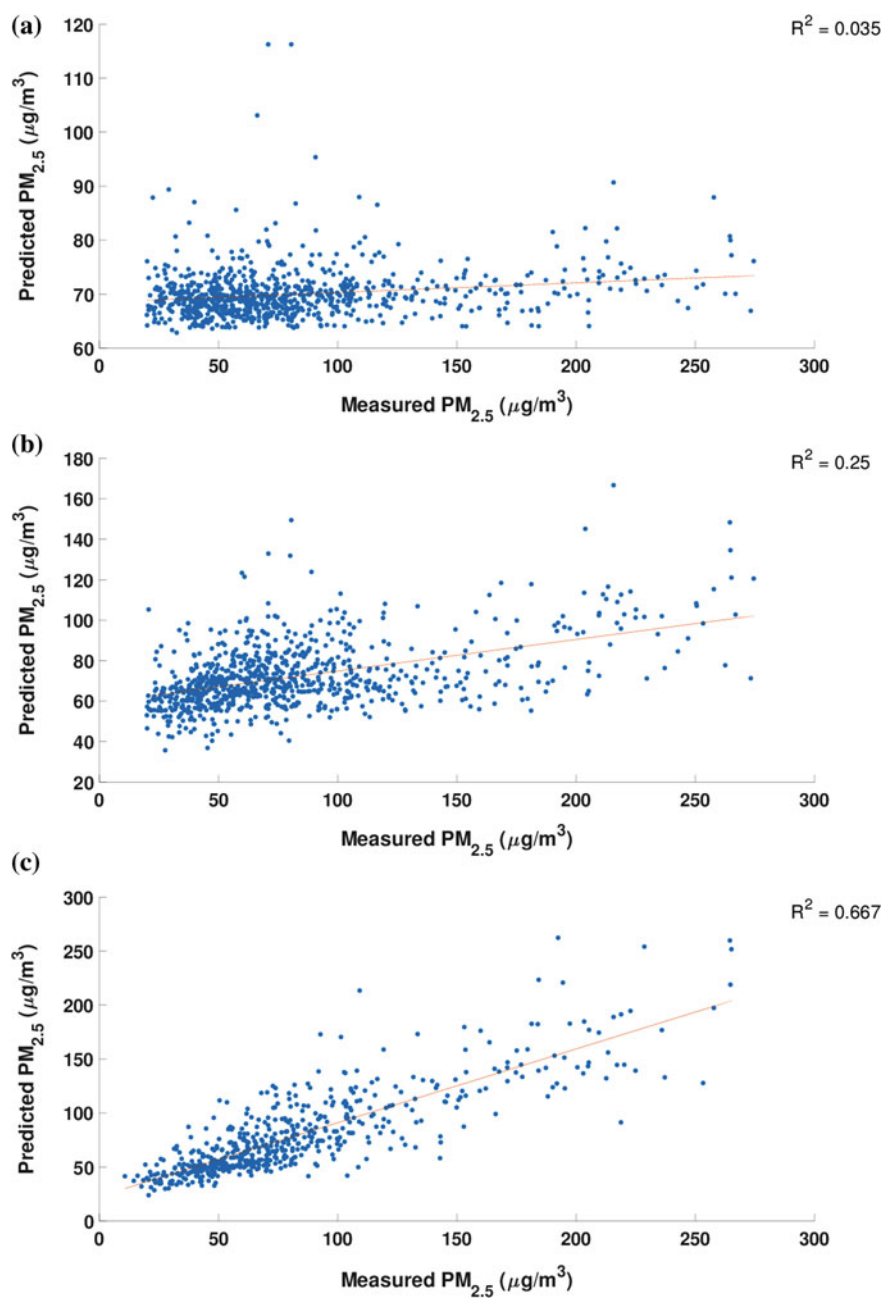 (a)
R² = 0.035
120
110
100
90
80
70
60
Predicted PM₂.₅ (μg/m³)
0 50 100 150 200 250 300
Measured PM₂.₅ (μg/m³)
(b)
R² = 0.25
180
160
140
120
100
80
60
40
20
Predicted PM₂.₅ (μg/m³)
0 50 100 150 200 250 300
Measured PM₂.₅ (μg/m³)
(c)
R² = 0.667
300
250
200
150
100
50
0
Predicted PM₂.₅ (μg/m³)
0 50 100 150 200 250 300
Measured PM₂.₅ (μg/m³)